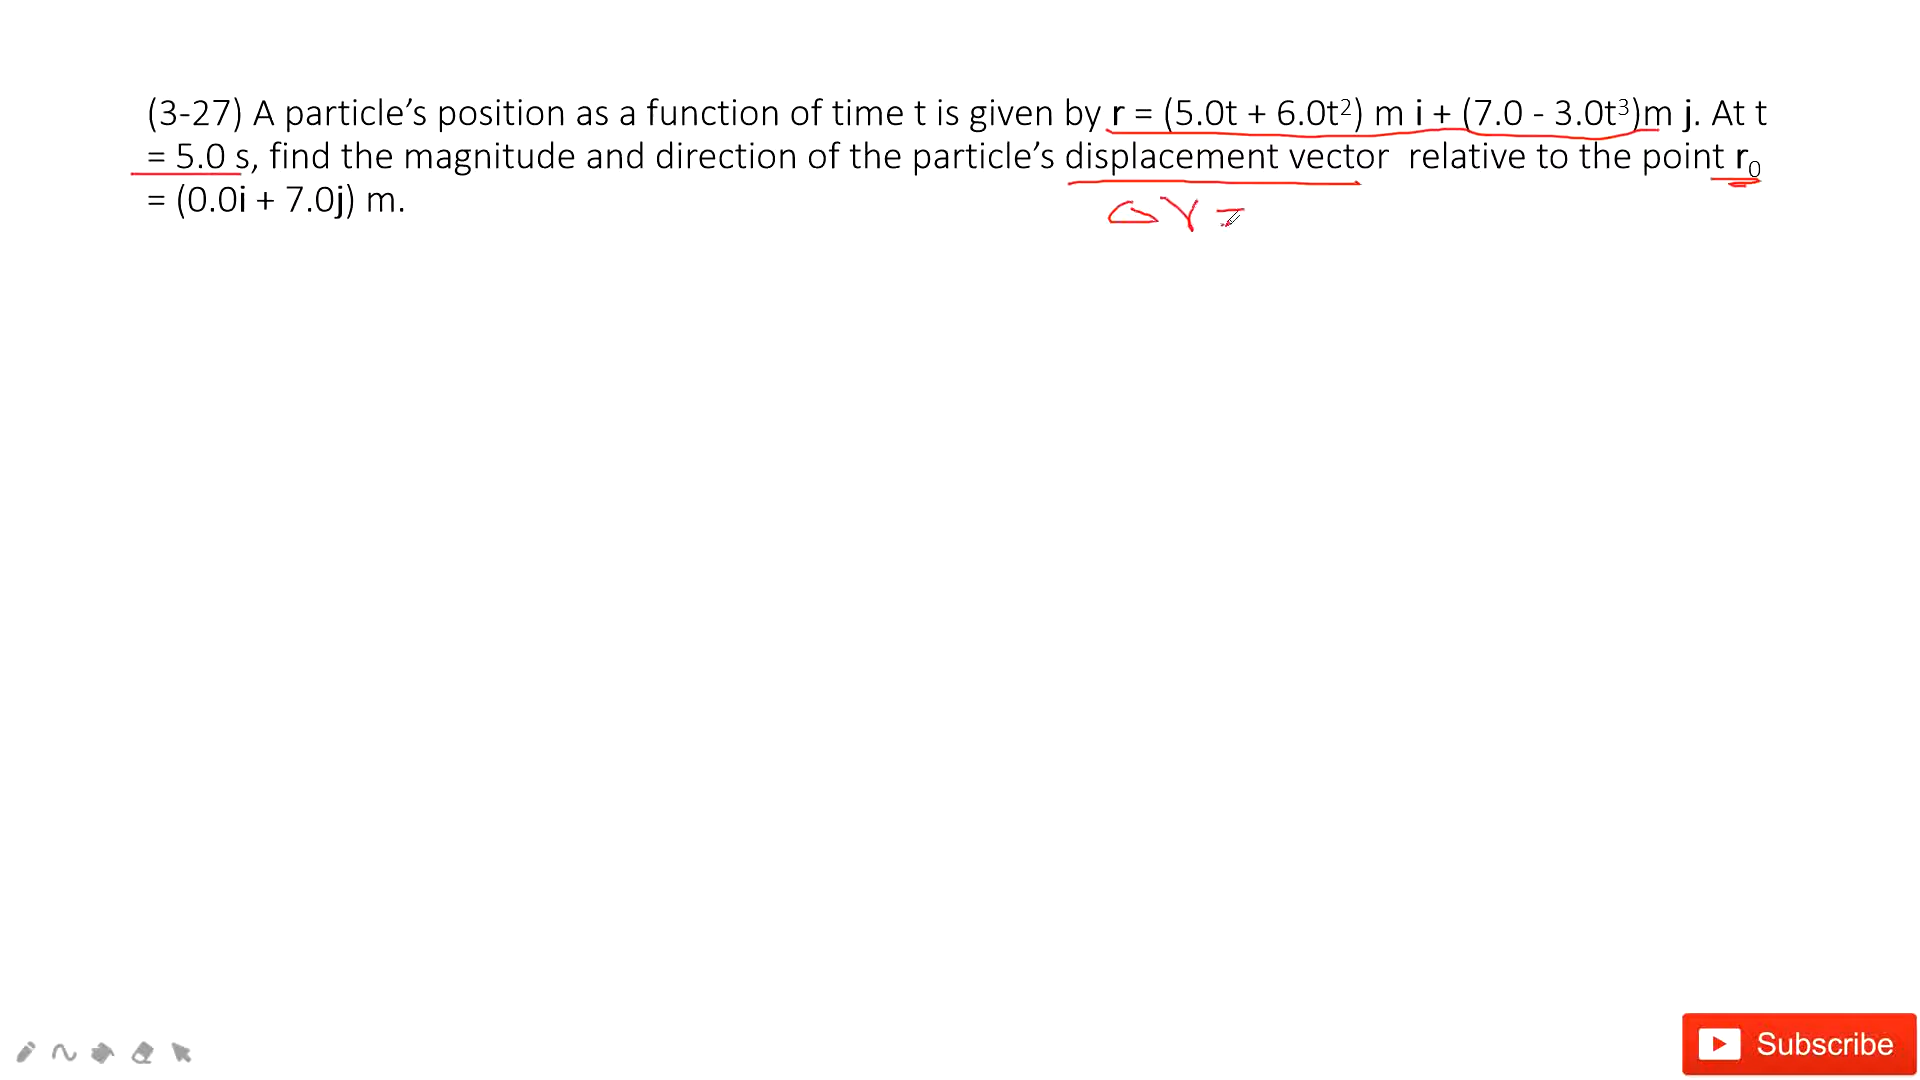 (3-27) A particle’s position as a function of time t is given by r = (5.0t + 6.0t²) m i + (7.0 - 3.0t³)m j. At t
= 5.0 s, find the magnitude and direction of the particle’s displacement vector relative to the point r₀
= (0.0i + 7.0j) m.
Δr =
Subscribe